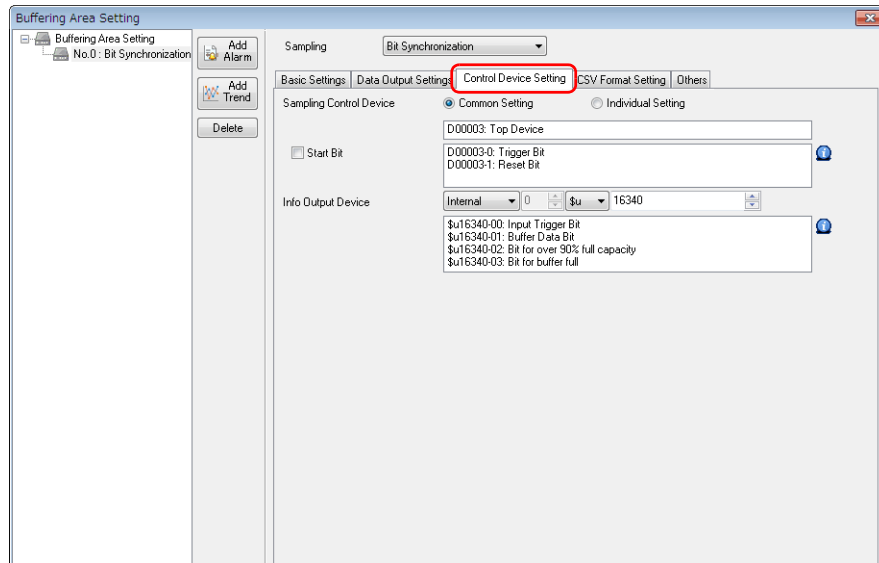 Buffering Area Setting
Buffering Area Setting
No.0 : Bit Synchronization
Add
Alarm
Add
Trend
Delete
Sampling
Bit Synchronization
Basic Settings
Data Output Settings
Control Device Setting
CSV Format Setting
Others
Sampling Control Device
Common Setting
Individual Setting
D00003: Top Device
Start Bit
D00003-0: Trigger Bit
D00003-1: Reset Bit
Info Output Device
Internal
0
$u
16340
$u16340-00: Input Trigger Bit
$u16340-01: Buffer Data Bit
$u16340-02: Bit for over 90% full capacity
$u16340-03: Bit for buffer full